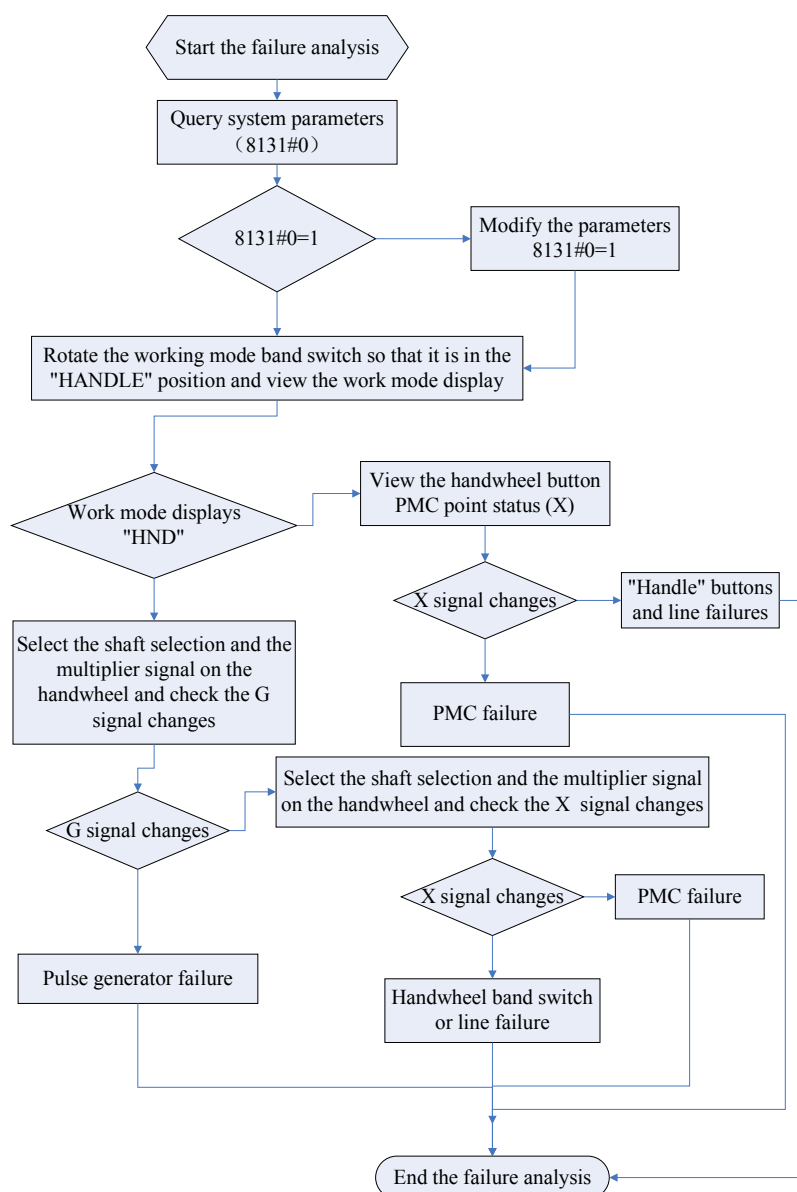 Start the failure analysis
Query system parameters
（8131#0）
8131#0=1
Modify the parameters
8131#0=1
Rotate the working mode band switch so that it is in the
"HANDLE" position and view the work mode display
Work mode displays
"HND"
View the handwheel button
PMC point status (X)
X signal changes
"Handle" buttons
and line failures
Select the shaft selection and the
multiplier signal on the
handwheel and check the G
signal changes
PMC failure
Select the shaft selection and the multiplier signal
on the handwheel and check the X signal changes
G signal changes
X signal changes
PMC failure
Pulse generator failure
Handwheel band switch
or line failure
End the failure analysis